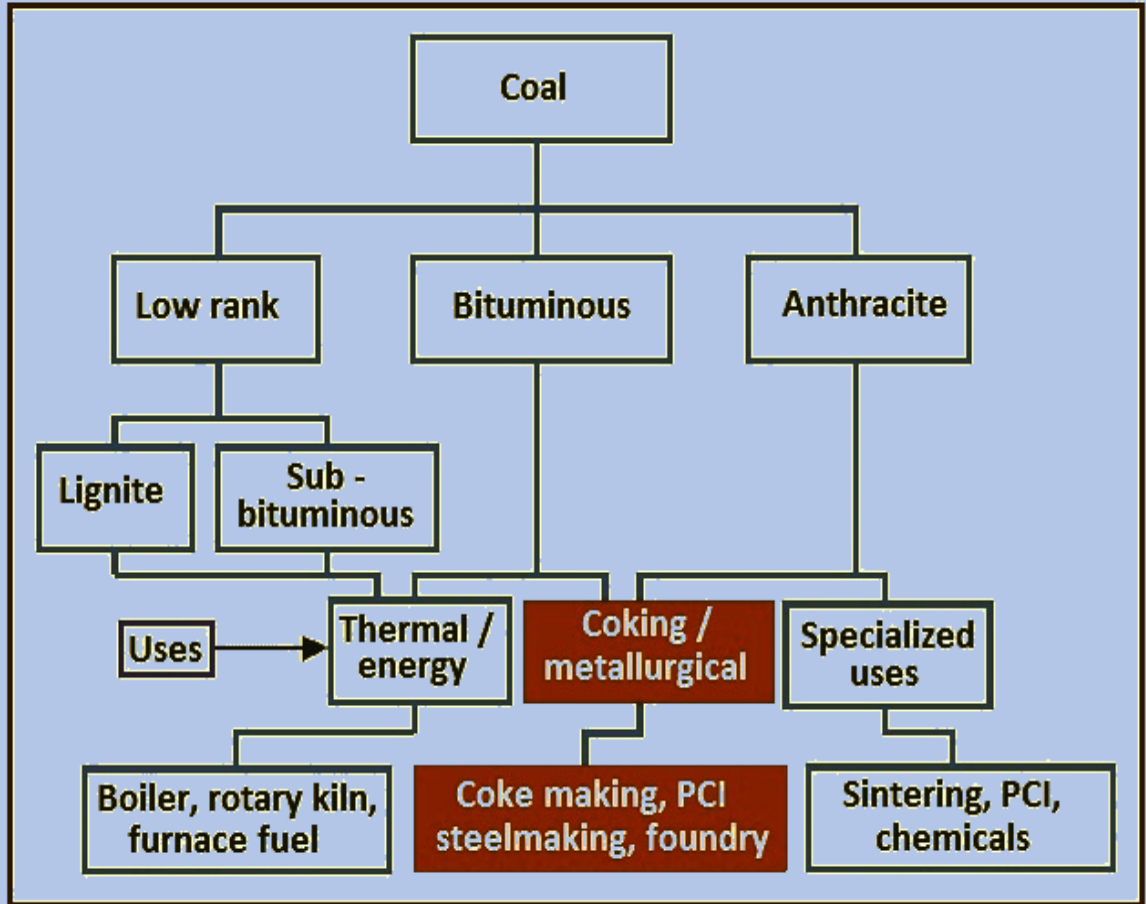 Coal
Low rank
Bituminous
Anthracite
Lignite
Sub -
bituminous
Uses
Thermal /
energy
Coking /
metallurgical
Specialized
uses
Boiler, rotary kiln,
furnace fuel
Coke making, PCI
steelmaking, foundry
Sintering, PCI,
chemicals